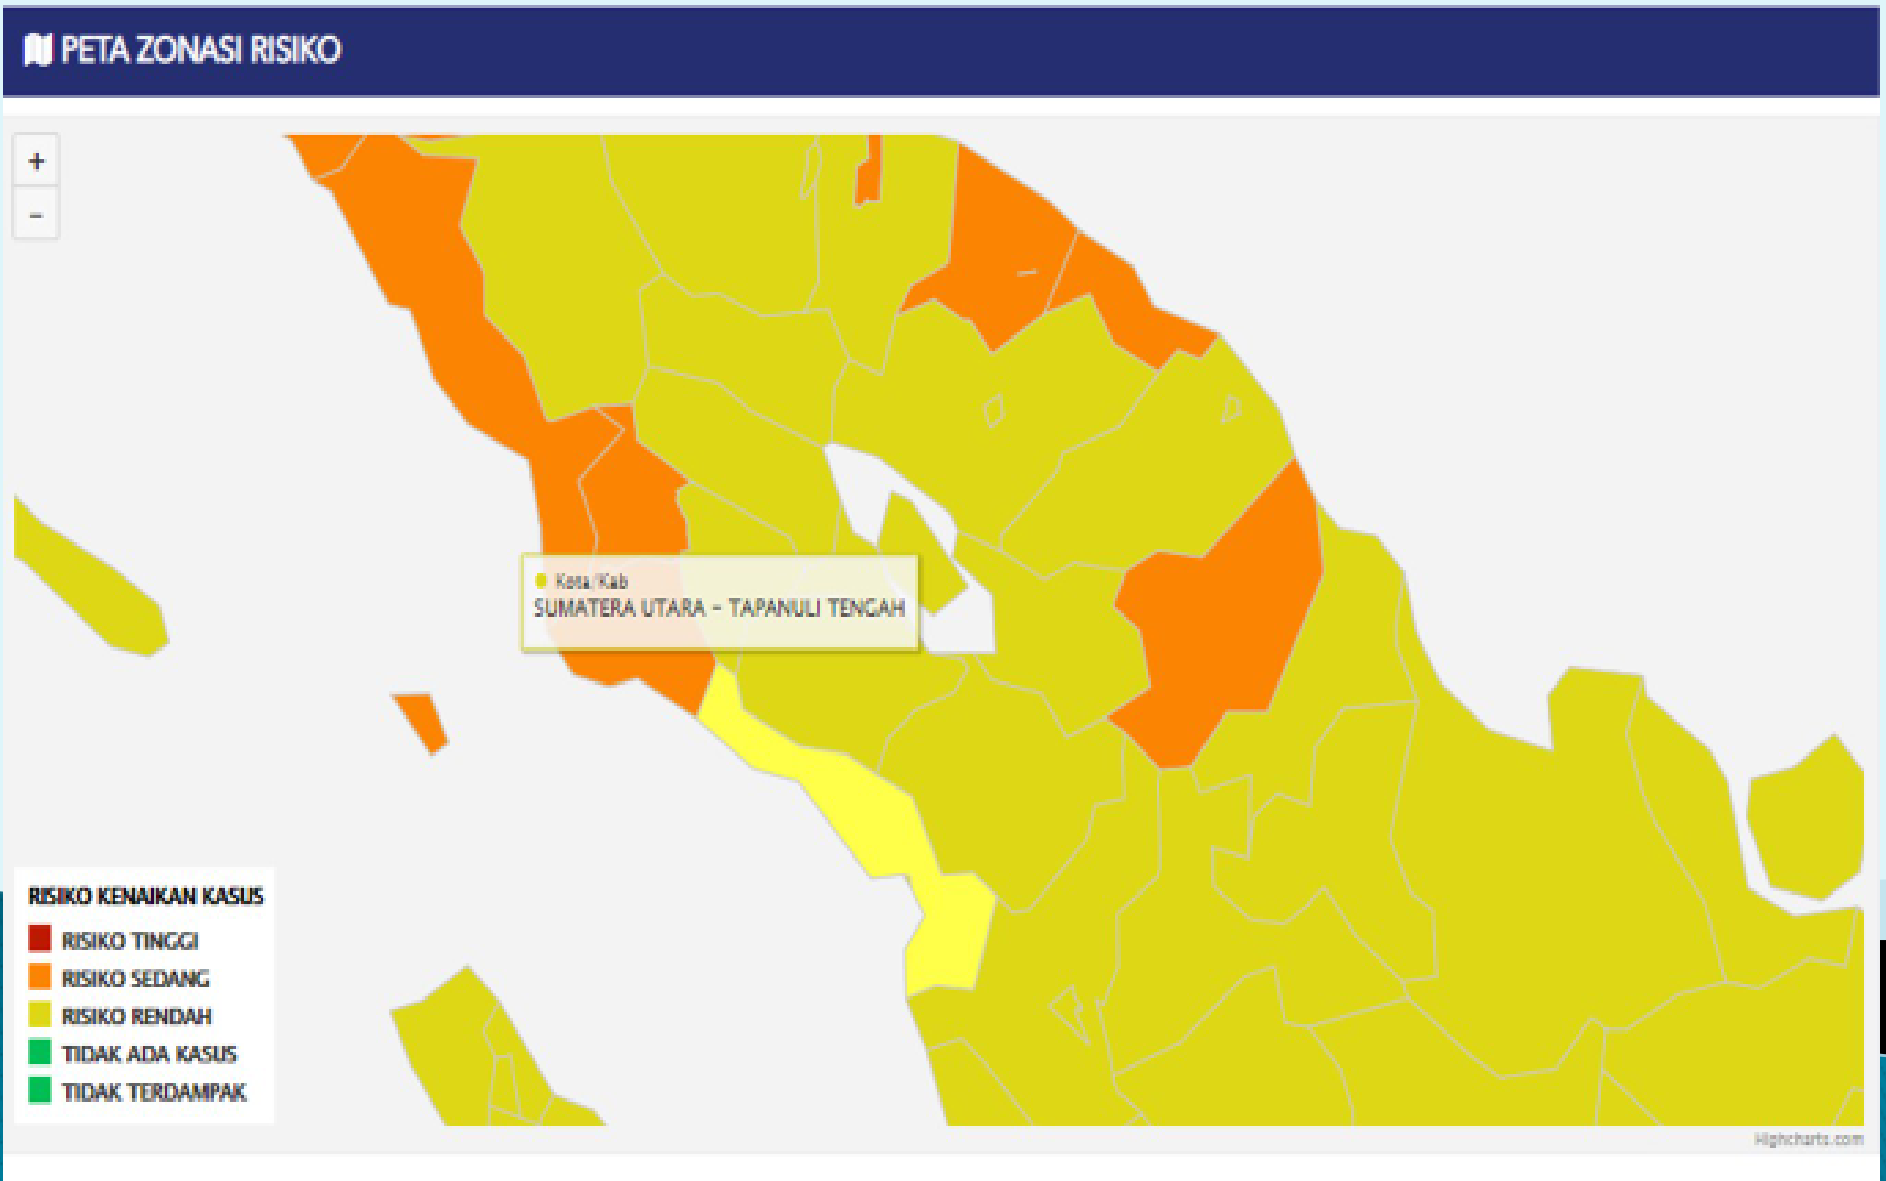 PETA ZONASI RISIKO
+
-
Kota/Kab
SUMATERA UTARA - TAPANULI TENGAH
RISIKO KENAIKAN KASUS
RISIKO TINGGI
RISIKO SEDANG
RISIKO RENDAH
TIDAK ADA KASUS
TIDAK TERDAMPAK
Highcharts.com